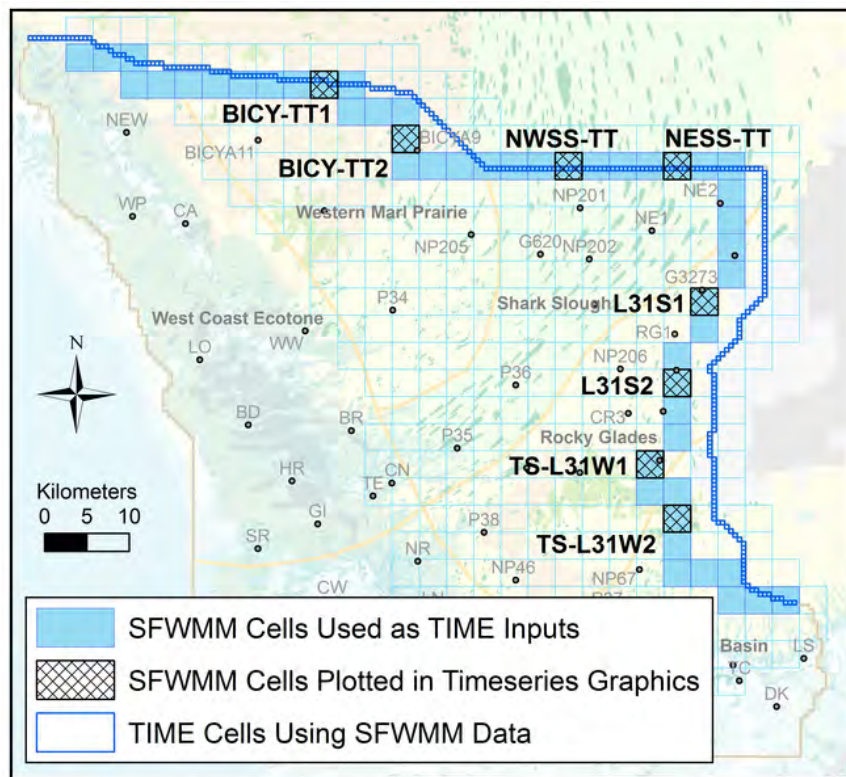 NEW
BICY-TT1
BICYA11
BICYA9
BICY-TT2
NWSS-TT
NESS-TT
WP
CA
Western Marl Prairie
NP205
NP201
NE2
NE1
G620
NP202
G3273
P34
Shark Slough
L31S1
West Coast Ecotone
WW
RG1
N
LO
NP206
P36
L31S2
BD
BR
CR3
Rocky Glades
P35
TS-L31W1
HR
CN
TE
Kilometers
0 5 10
GI
SR
P38
TS-L31W2
NR
NP46
NP67
CW
SFWMM Cells Used as TIME Inputs
SFWMM Cells Plotted in Timeseries Graphics
TIME Cells Using SFWMM Data
Basin
LS
DK